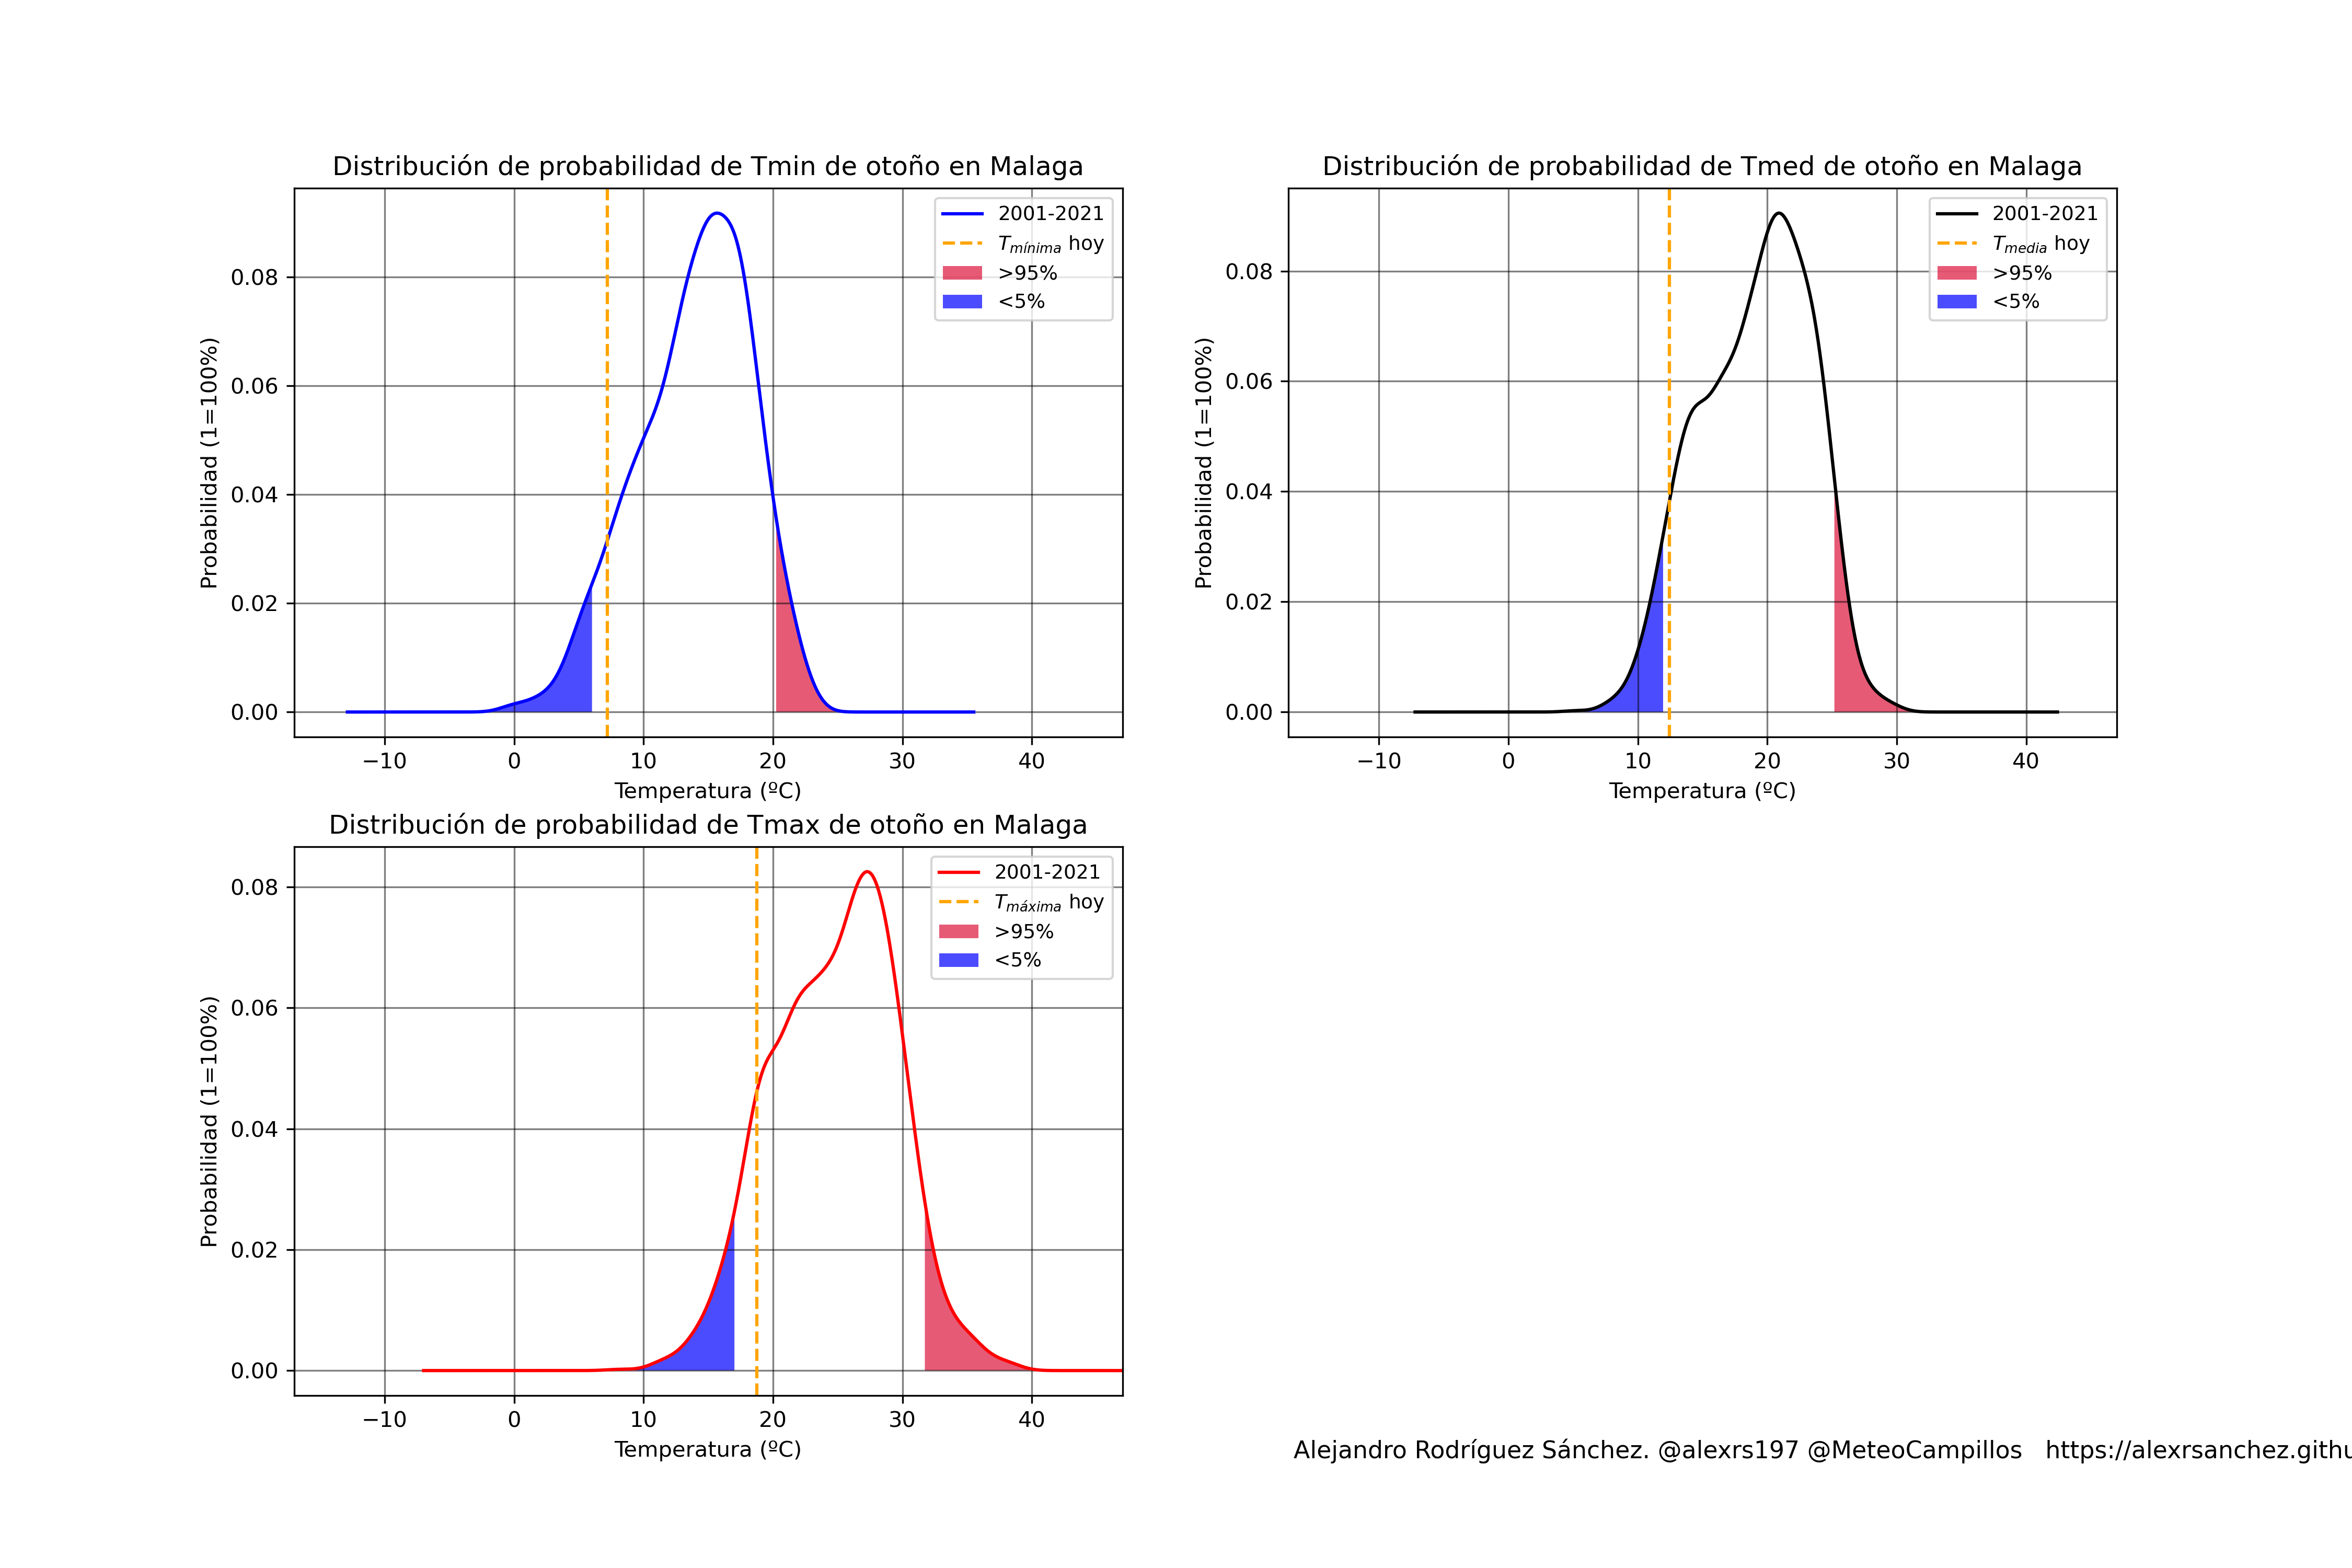 Distribución de probabilidad de Tmin de otoño en Malaga
Probabilidad (1=100%)
0.08
0.06
0.04
0.02
0.00
2001-2021
Tmínima hoy
>95%
<5%
−10 0 10 20 30 40
Temperatura (ºC)
Distribución de probabilidad de Tmed de otoño en Malaga
Probabilidad (1=100%)
0.08
0.06
0.04
0.02
0.00
2001-2021
Tmedia hoy
>95%
<5%
−10 0 10 20 30 40
Temperatura (ºC)
Distribución de probabilidad de Tmax de otoño en Malaga
Probabilidad (1=100%)
0.08
0.06
0.04
0.02
0.00
2001-2021
Tmáxima hoy
>95%
<5%
−10 0 10 20 30 40
Temperatura (ºC)
Alejandro Rodríguez Sánchez. @alexrs197 @MeteoCampillos https://alexrsanchez.githu